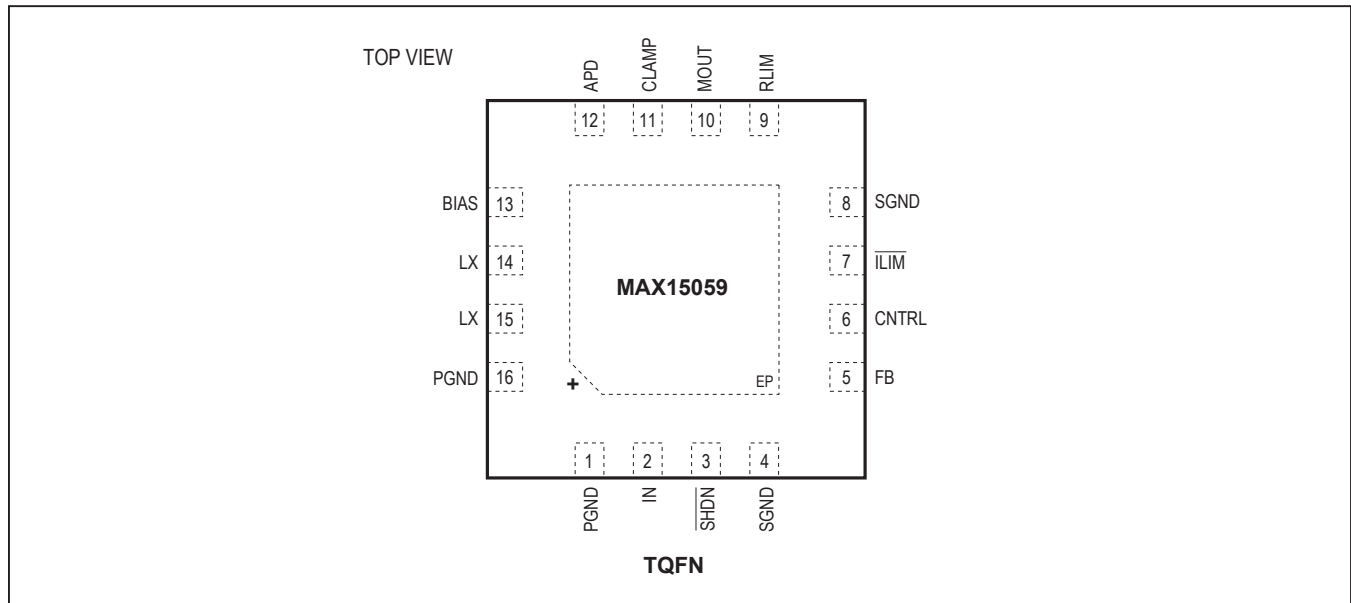 TOP VIEW
APD
CLAMP
MOUT
RLIM
12
11
10
9
BIAS 13
8 SGND
LX 14
7 ILIM
MAX15059
LX 15
6 CNTRL
PGND 16
+
EP
5 FB
1
2
3
4
PGND
IN
SHDN
SGND
TQFN